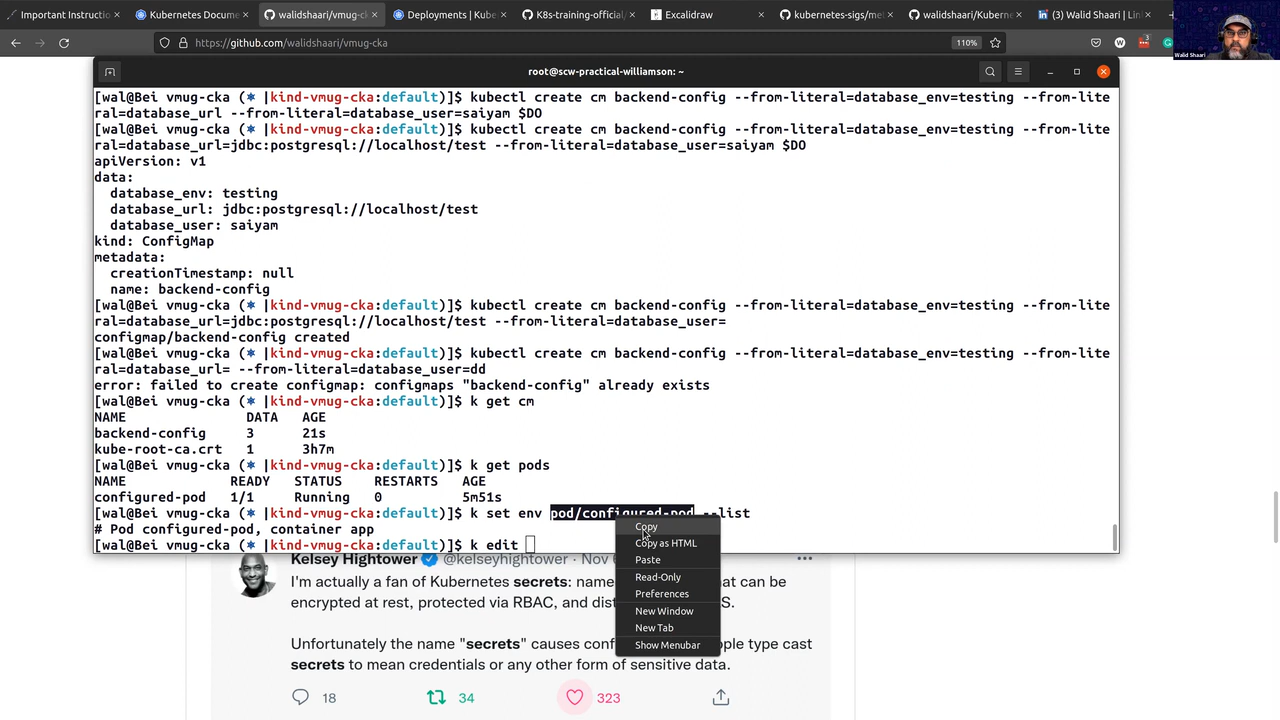 Important Instructio
Kubernetes Docume
walidshaari/vmug-ck
Deployments | Kube
K8s-training-official/
Excalidraw
kubernetes-sigs/me
walidshaari/Kuberne
(3) Walid Shaari | Lin
https://github.com/walidshaari/vmug-cka
110%
Walid Shaari
root@scw-practical-williamson: ~
[wal@Bei vmug-cka (⎈ |kind-vmug-cka:default)]$ kubectl create cm backend-config --from-literal=database_env=testing --from-lite
ral=database_url --from-literal=database_user=saiyam $DO
[wal@Bei vmug-cka (⎈ |kind-vmug-cka:default)]$ kubectl create cm backend-config --from-literal=database_env=testing --from-lite
ral=database_url=jdbc:postgresql://localhost/test --from-literal=database_user=saiyam $DO
apiVersion: v1
data:
  database_env: testing
  database_url: jdbc:postgresql://localhost/test
  database_user: saiyam
kind: ConfigMap
metadata:
  creationTimestamp: null
  name: backend-config
[wal@Bei vmug-cka (⎈ |kind-vmug-cka:default)]$ kubectl create cm backend-config --from-literal=database_env=testing --from-lite
ral=database_url=jdbc:postgresql://localhost/test --from-literal=database_user=
configmap/backend-config created
[wal@Bei vmug-cka (⎈ |kind-vmug-cka:default)]$ kubectl create cm backend-config --from-literal=database_env=testing --from-lite
ral=database_url= --from-literal=database_user=dd
error: failed to create configmap: configmaps "backend-config" already exists
[wal@Bei vmug-cka (⎈ |kind-vmug-cka:default)]$ k get cm
NAME DATA AGE
backend-config 3 21s
kube-root-ca.crt 1 3h7m
[wal@Bei vmug-cka (⎈ |kind-vmug-cka:default)]$ k get pods
NAME READY STATUS RESTARTS AGE
configured-pod 1/1 Running 0 5m51s
[wal@Bei vmug-cka (⎈ |kind-vmug-cka:default)]$ k set env pod/configured-pod --list
# Pod configured-pod, container app
[wal@Bei vmug-cka (⎈ |kind-vmug-cka:default)]$ k edit
Copy
Copy as HTML
Paste
Read-Only
Preferences
New Window
New Tab
Show Menubar
Kelsey Hightower @kelseyhightower · Nov
I'm actually a fan of Kubernetes secrets: name that can be
encrypted at rest, protected via RBAC, and dis S.
Unfortunately the name "secrets" causes conf ple type cast
secrets to mean credentials or any other form of sensitive data.
18
34
323